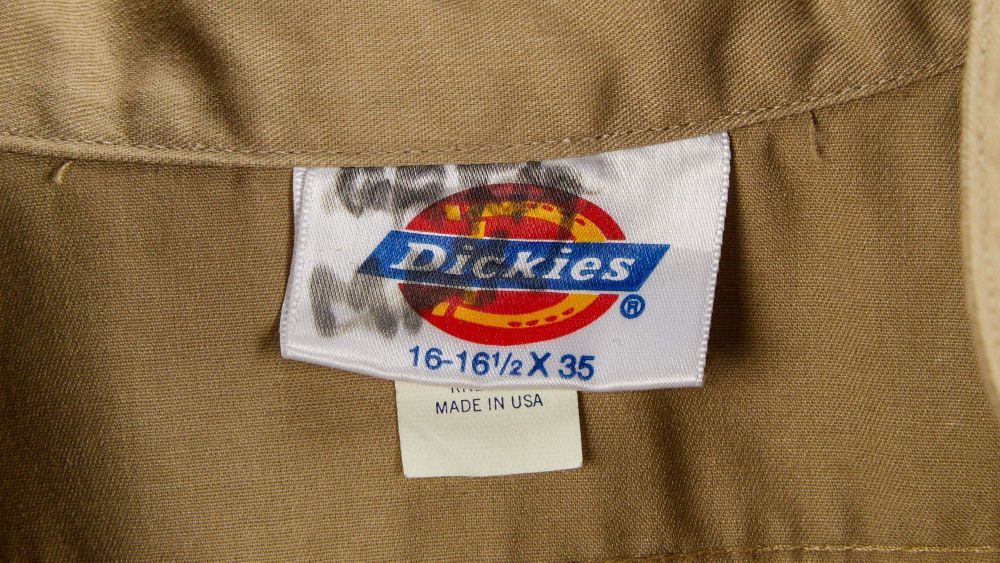 Dickies
®
16-16½ X 35
MADE IN USA